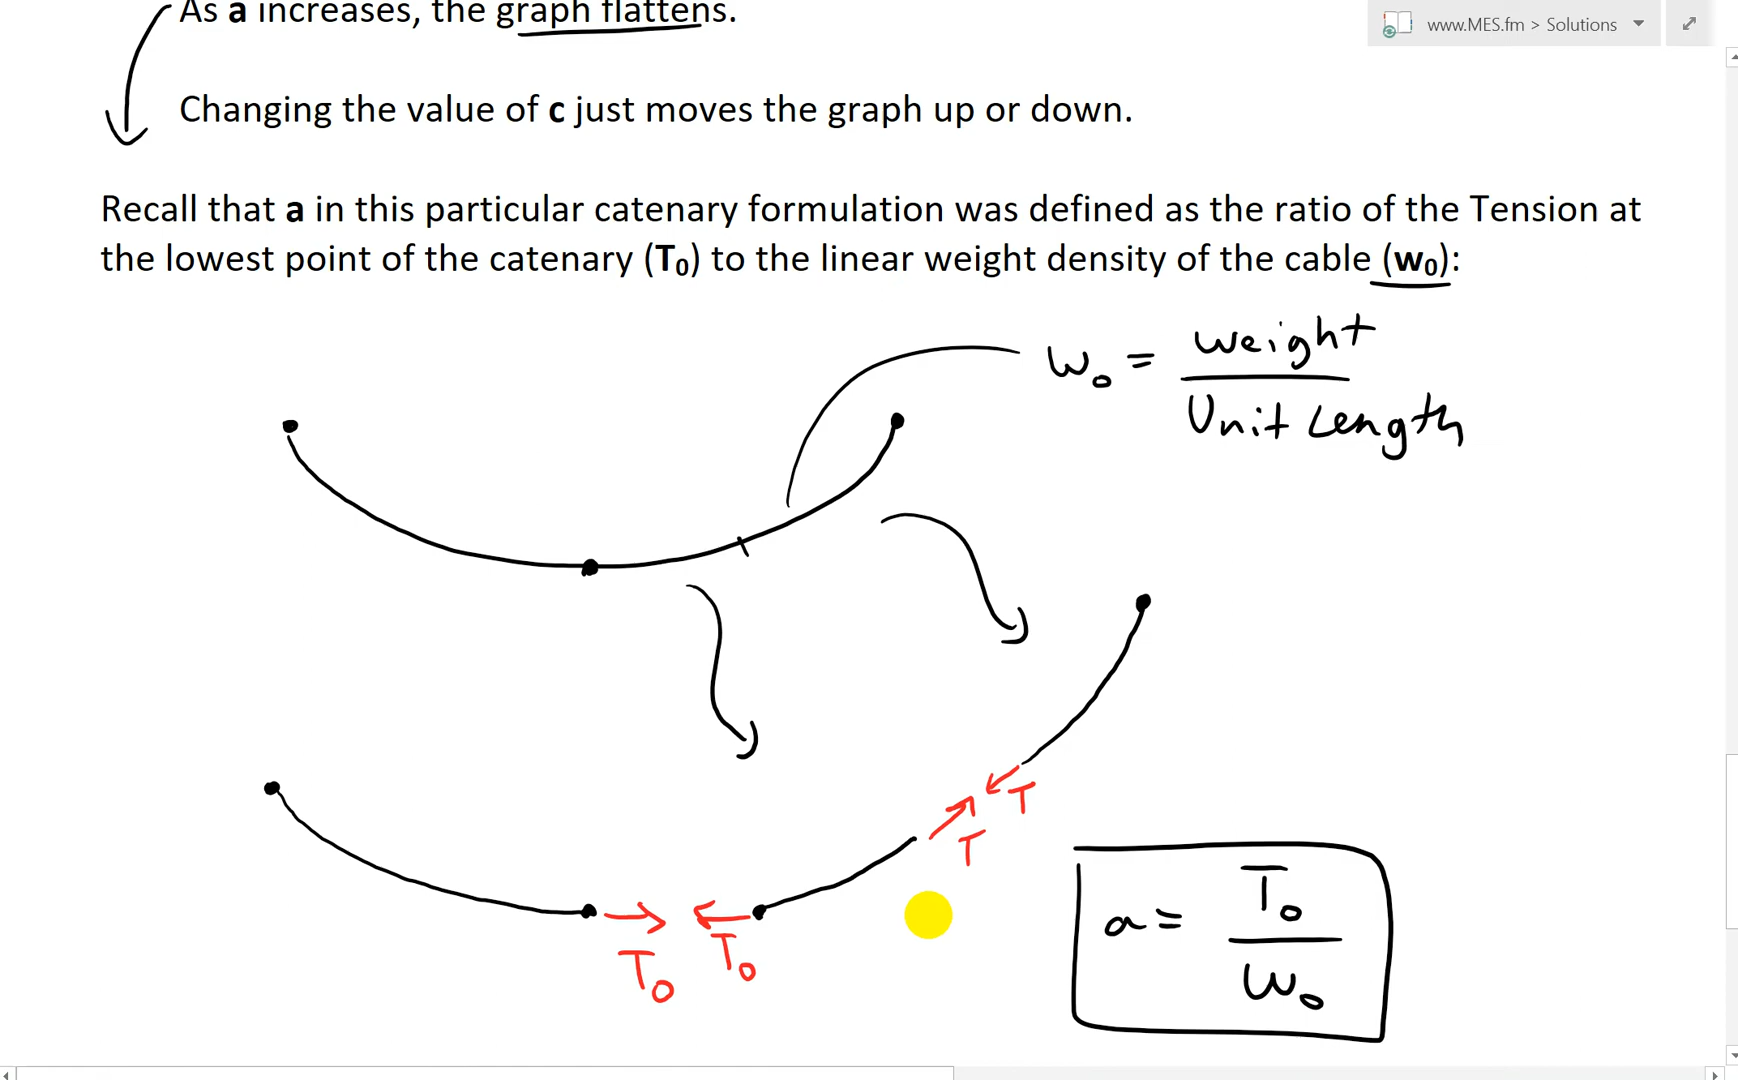 As a increases, the graph flattens.
www.MES.fm > Solutions
Changing the value of c just moves the graph up or down.
Recall that a in this particular catenary formulation was defined as the ratio of the Tension at
the lowest point of the catenary (T₀) to the linear weight density of the cable (w₀):
w₀ = weight / Unit Length
T
T
T₀ T₀
a = T₀ / w₀